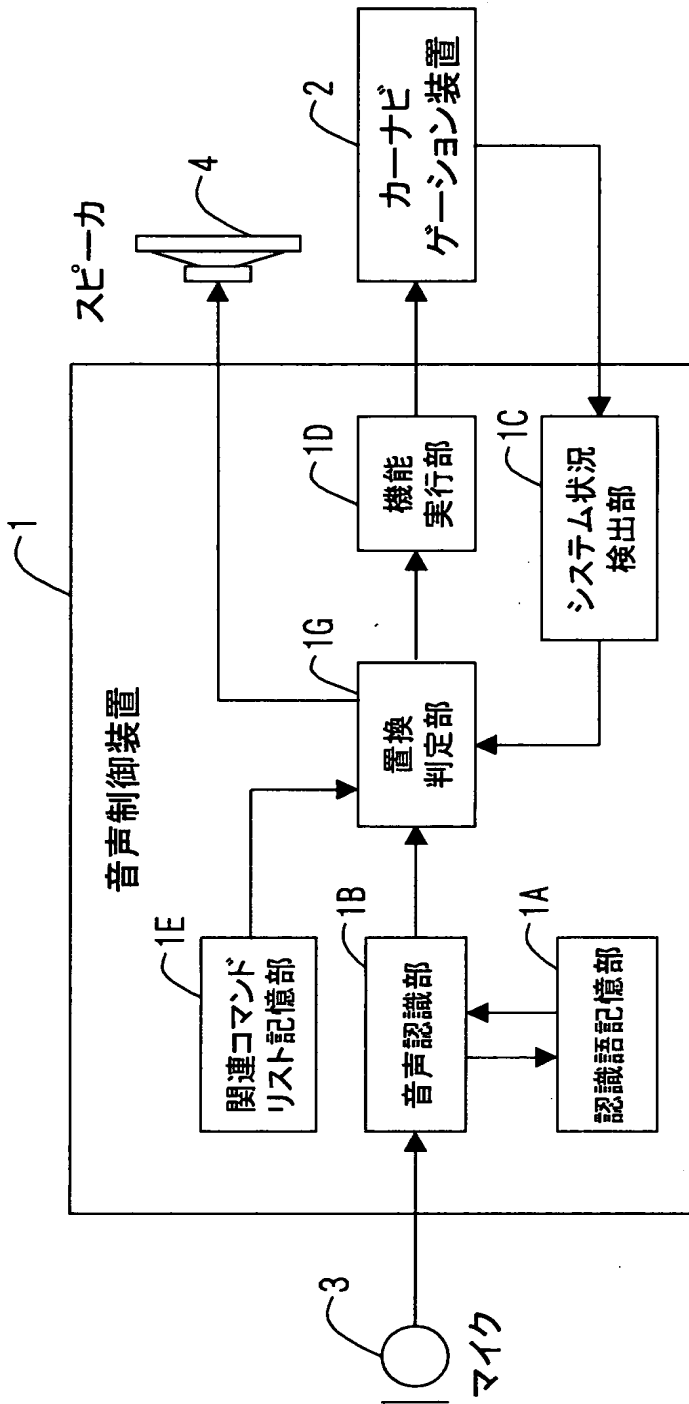 1
音声制御装置
スピーカ
4
2
カーナビ
ゲーション装置
1E
関連コマンド
リスト記憶部
1G
置換
判定部
1D
機能
実行部
3
マイク
1B
音声認識部
1A
認識語記憶部
1C
システム状況
検出部